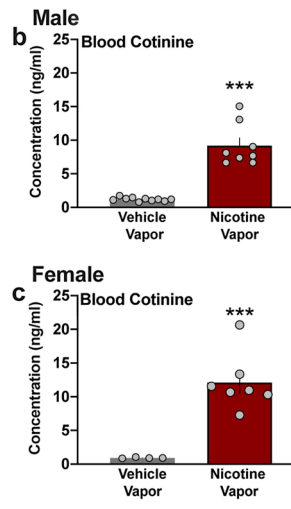 Male
b
Blood Cotinine
Concentration (ng/ml)
25
20
15
10
5
0
***
Vehicle
Vapor
Nicotine
Vapor
Female
c
Blood Cotinine
Concentration (ng/ml)
25
20
15
10
5
0
***
Vehicle
Vapor
Nicotine
Vapor